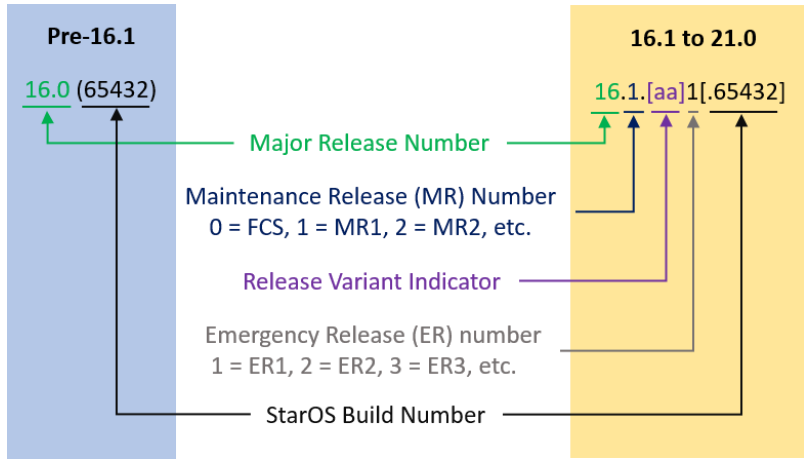 Pre-16.1
16.1 to 21.0
16.0 (65432)
16.1.[aa]1[.65432]
Major Release Number
Maintenance Release (MR) Number
0 = FCS, 1 = MR1, 2 = MR2, etc.
Release Variant Indicator
Emergency Release (ER) number
1 = ER1, 2 = ER2, 3 = ER3, etc.
StarOS Build Number